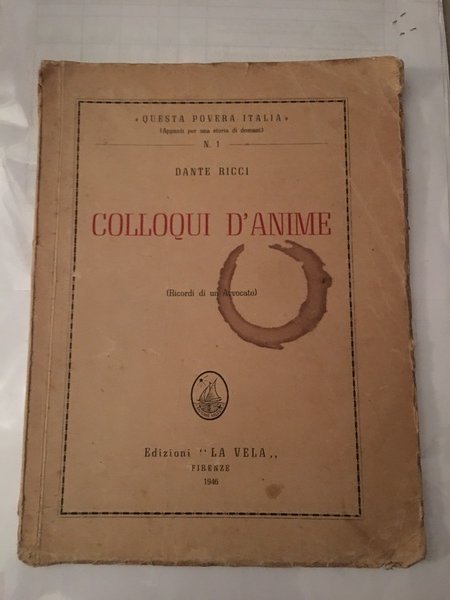 « QUESTA POVERA ITALIA »
(Appunti per una storia di domani)
N. 1
DANTE RICCI
COLLOQUI D'ANIME
(Ricordi di un Avvocato)
Edizioni “ LA VELA „
FIRENZE
1946